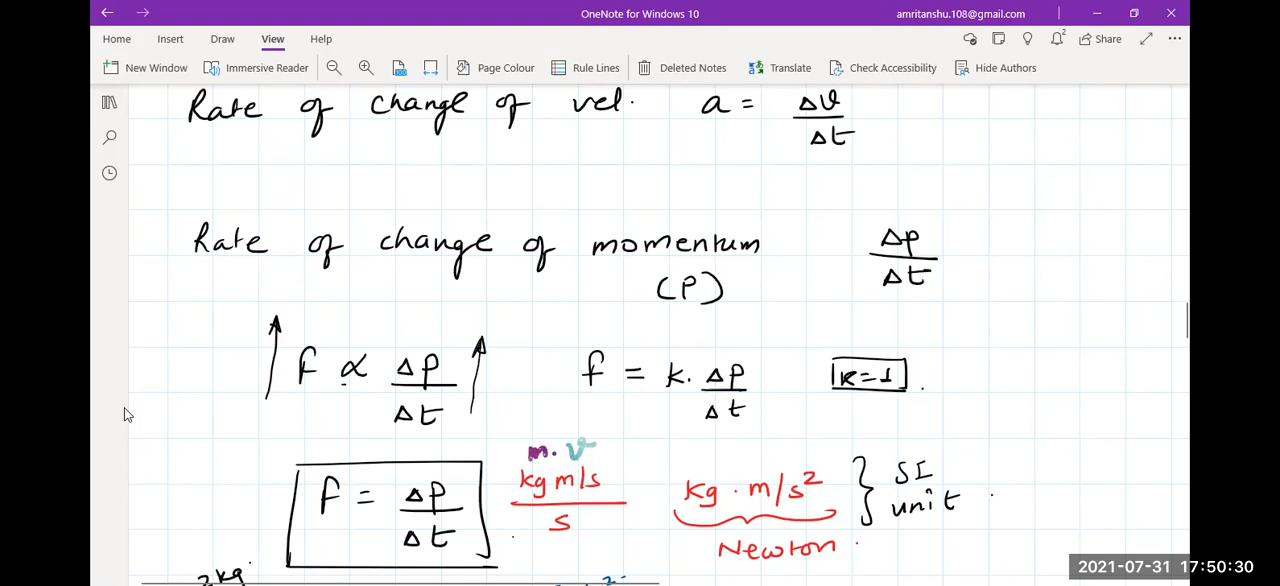 OneNote for Windows 10
amritanshu.108@gmail.com
Home Insert Draw View Help
2 Share
New Window Immersive Reader Page Colour Rule Lines Deleted Notes Translate Check Accessibility Hide Authors
Rate of change of vel. a = Δv/Δt
Rate of change of momentum Δp/Δt
(P)
F ∝ Δp/Δt f = k. Δp/Δt k=1
m. v
F = Δp/Δt kg m/s / s kg . m/s² } SI unit
Newton
2kg
2021-07-31 17:50:30